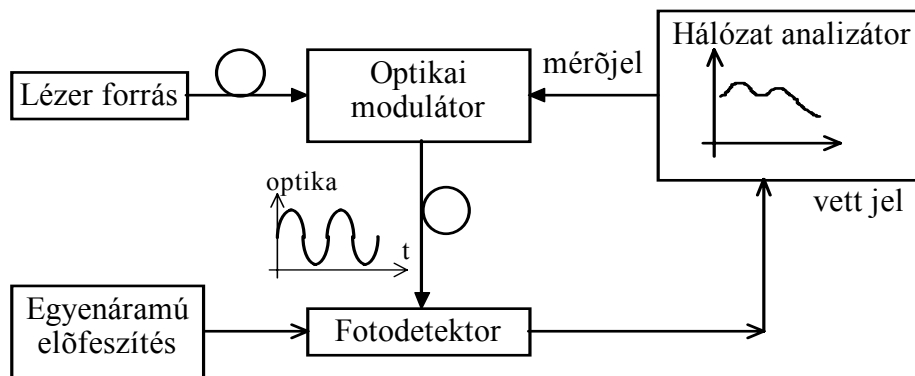 Lézer forrás
Optikai
modulátor
mérõjel
Hálózat analizátor
vett jel
optika
t
Egyenáramú
elõfeszítés
Fotodetektor